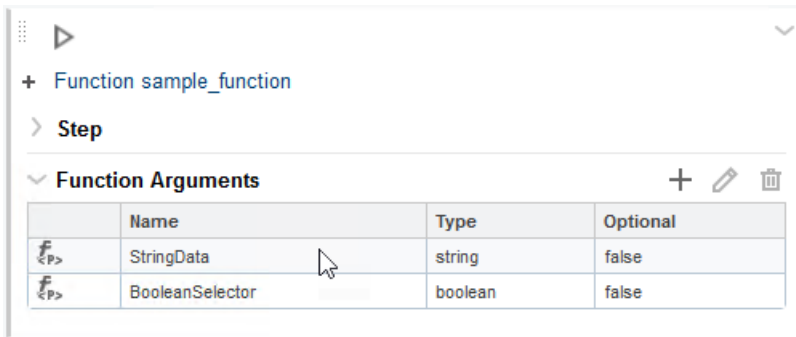 Function sample_function
Step
Function Arguments
Name Type Optional
f <P> StringData string false
f <P> BooleanSelector boolean false